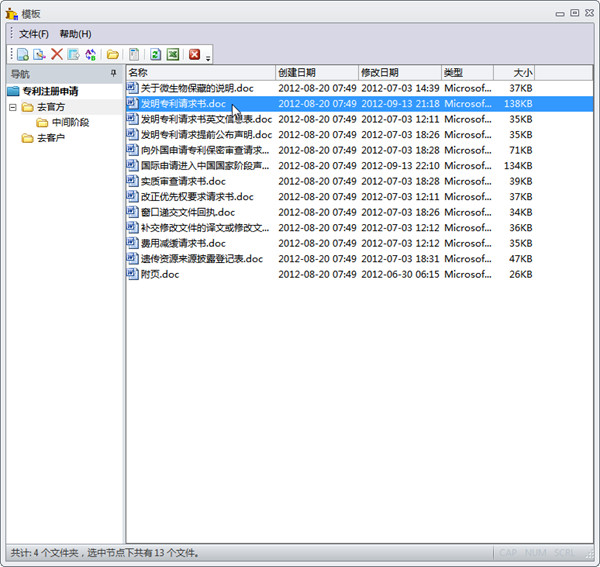 模板
文件(F) 帮助(H)
导航
专利注册申请
去官方
中间阶段
去客户
名称 创建日期 修改日期 类型 大小
关于微生物保藏的说明.doc 2012-08-20 07:49 2012-07-03 14:39 Microsof... 37KB
发明专利请求书.doc 2012-08-20 07:49 2012-09-13 21:18 Microsof... 138KB
发明专利请求书英文信息表.doc 2012-08-20 07:49 2012-07-03 12:11 Microsof... 35KB
发明专利请求提前公布声明.doc 2012-08-20 07:49 2012-07-03 18:26 Microsof... 35KB
向外国申请专利保密审查请求... 2012-08-20 07:49 2012-07-03 18:28 Microsof... 71KB
国际申请进入中国国家阶段声... 2012-08-20 07:49 2012-09-13 22:10 Microsof... 134KB
实质审查请求书.doc 2012-08-20 07:49 2012-07-03 18:28 Microsof... 39KB
改正优先权要求请求书.doc 2012-08-20 07:49 2012-07-03 12:11 Microsof... 37KB
窗口递交文件回执.doc 2012-08-20 07:49 2012-07-03 18:26 Microsof... 34KB
补交修改文件的译文或修改文... 2012-08-20 07:49 2012-07-03 12:12 Microsof... 36KB
费用减缓请求书.doc 2012-08-20 07:49 2012-07-03 12:12 Microsof... 35KB
遗传资源来源披露登记表.doc 2012-08-20 07:49 2012-07-03 18:31 Microsof... 47KB
附页.doc 2012-08-20 07:49 2012-06-30 06:15 Microsof... 26KB
共计: 4 个文件夹，选中节点下共有 13 个文件。 CAP NUM SCRL